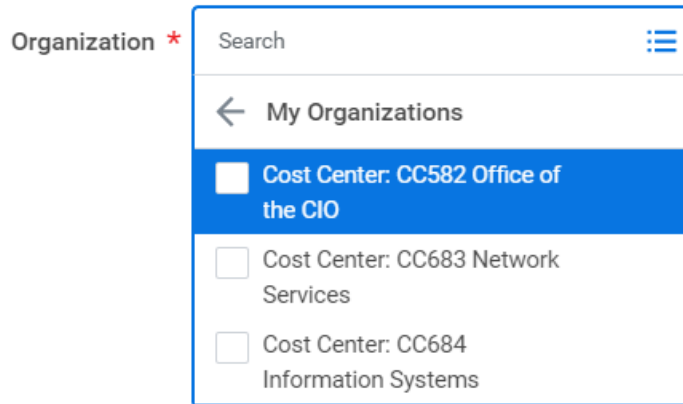 Organization *
Search
My Organizations
Cost Center: CC582 Office of
the CIO
Cost Center: CC683 Network
Services
Cost Center: CC684
Information Systems